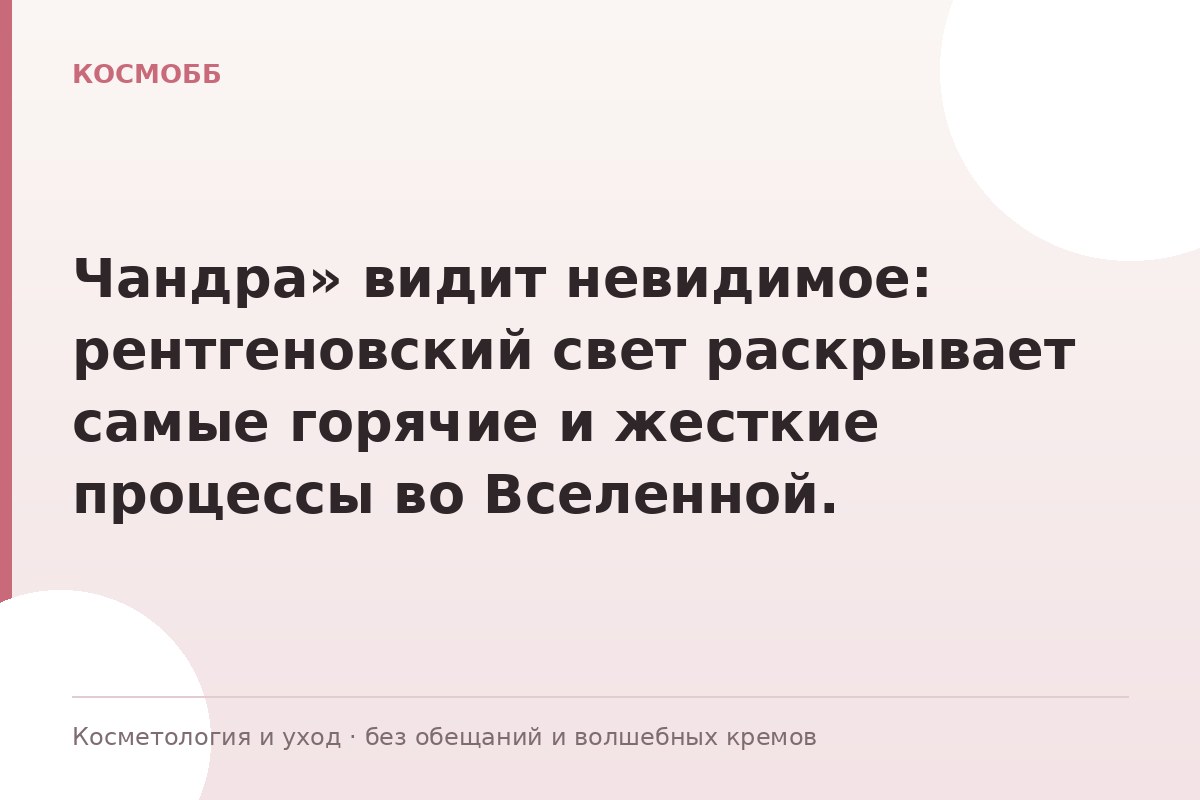 КОСМОББ
Чандра» видит невидимое:
рентгеновский свет раскрывает
самые горячие и жесткие
процессы во Вселенной.
Косметология и уход · без обещаний и волшебных кремов